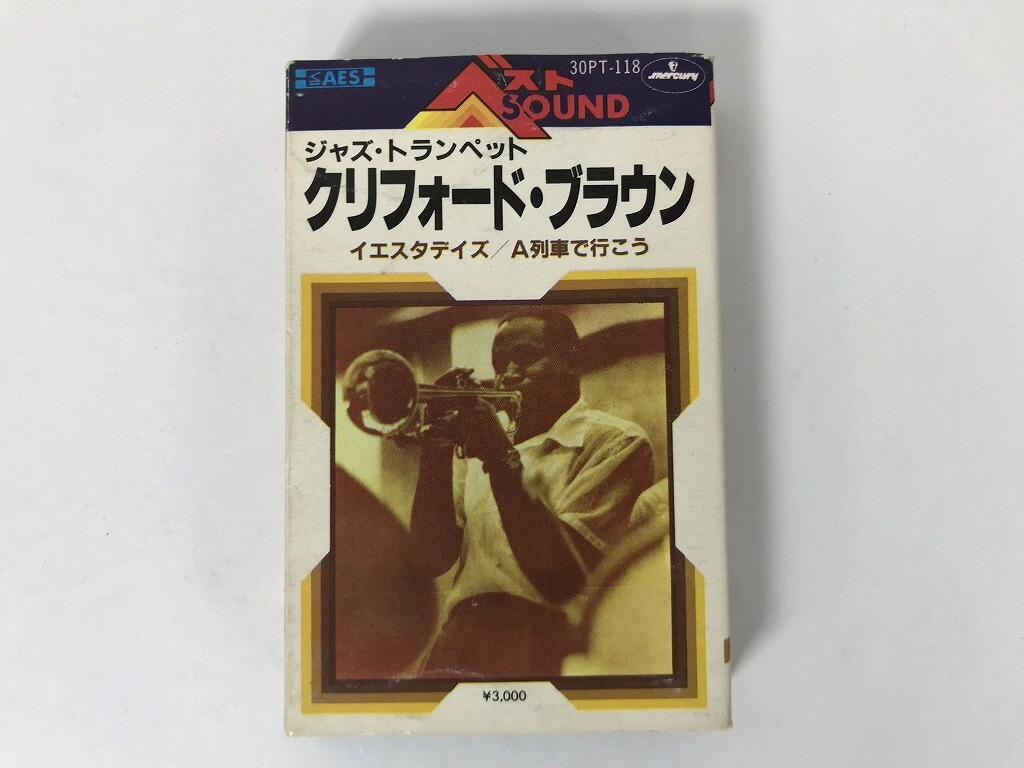 AES
ベスト
SOUND
30PT-118
mercury
ジャズ・トランペット
クリフォード・ブラウン
イエスタデイズ/A列車で行こう
¥3,000